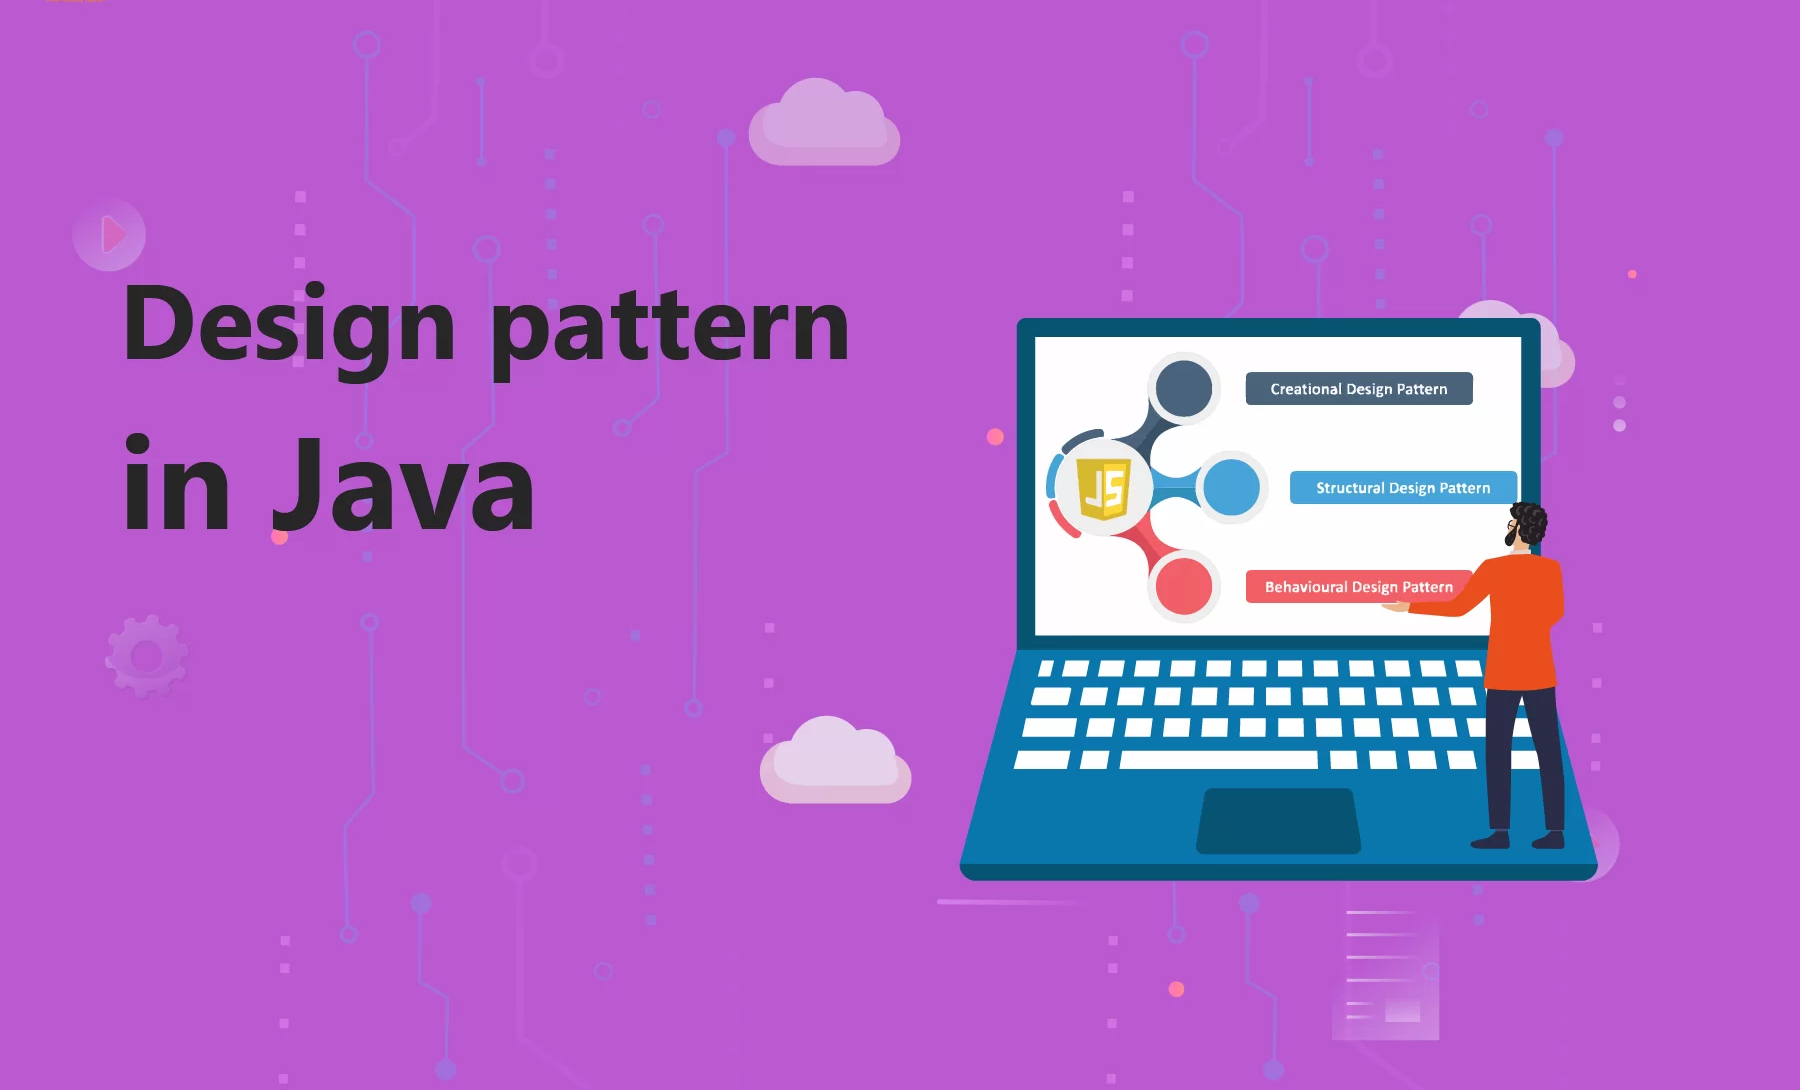 Design pattern
in Java
Creational Design Pattern
JS
Structural Design Pattern
Behavioural Design Pattern